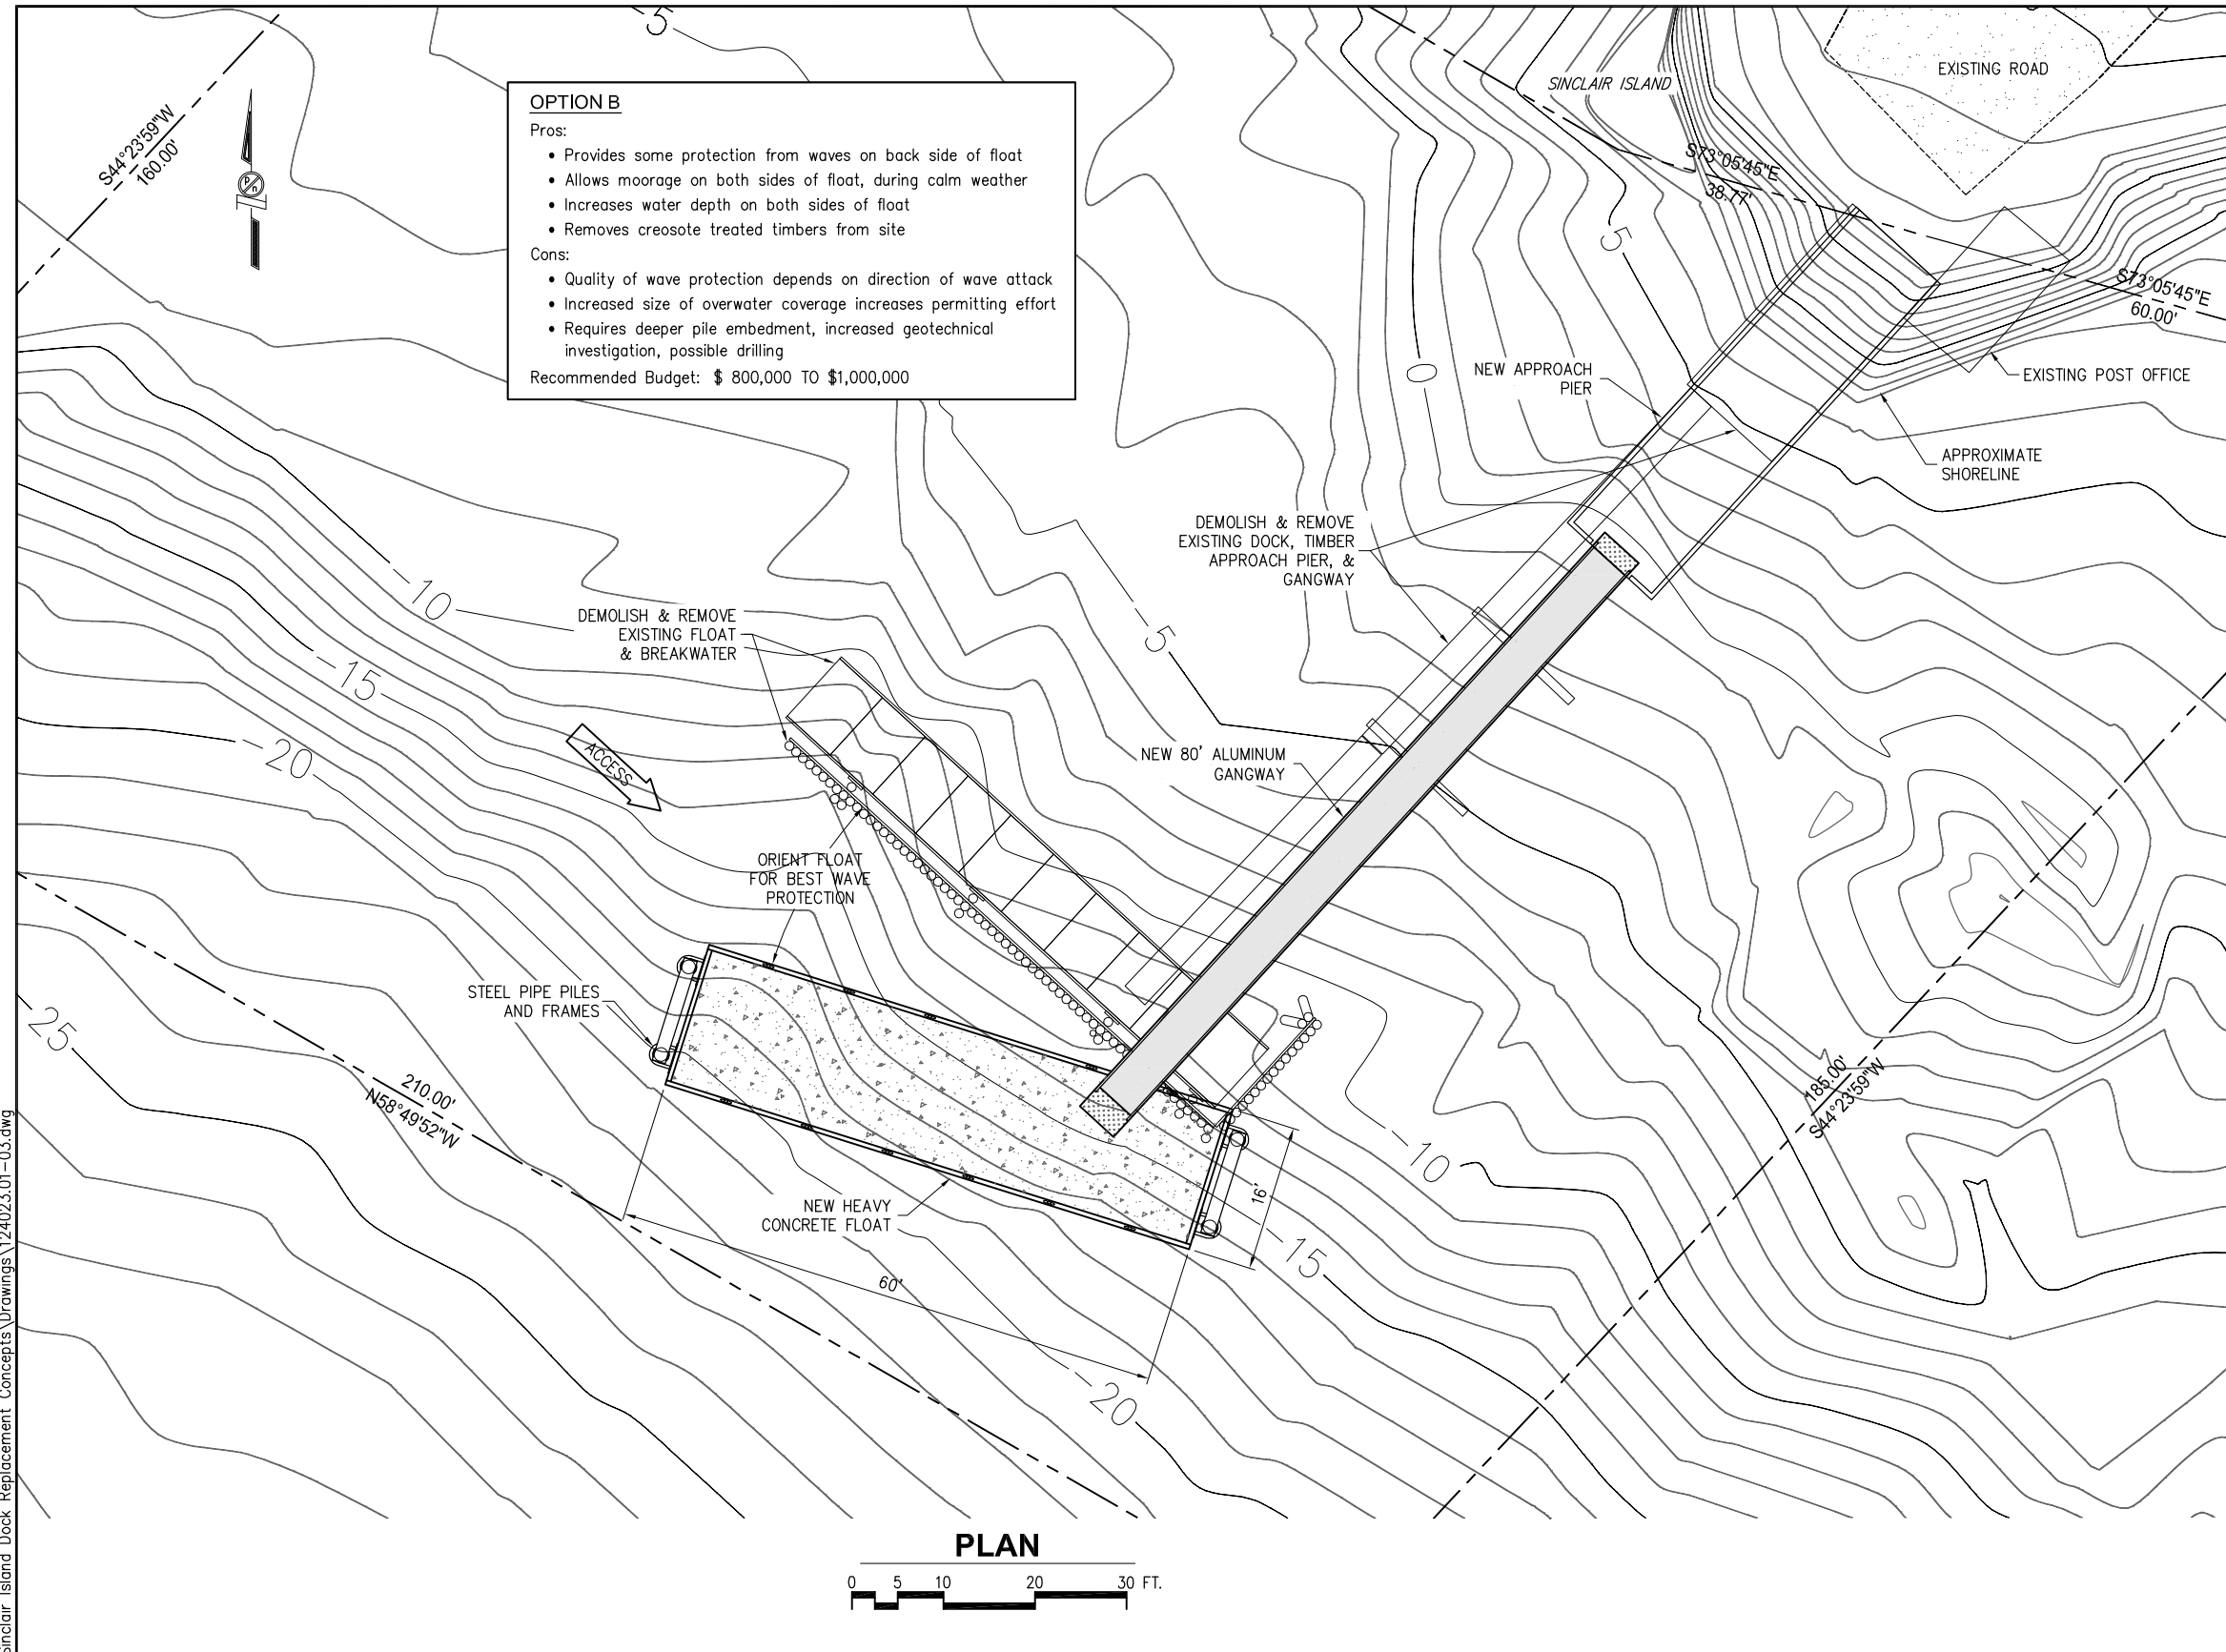 -5
S44°23'59"W
160.00'
OPTION B
Pros:
• Provides some protection from waves on back side of float
• Allows moorage on both sides of float, during calm weather
• Increases water depth on both sides of float
• Removes creosote treated timbers from site
Cons:
• Quality of wave protection depends on direction of wave attack
• Increased size of overwater coverage increases permitting effort
• Requires deeper pile embedment, increased geotechnical
investigation, possible drilling
Recommended Budget: $ 800,000 TO $1,000,000
SINCLAIR ISLAND
EXISTING ROAD
S73°05'45"E
38.77'
S73°05'45"E
60.00'
5
0
NEW APPROACH
PIER
EXISTING POST OFFICE
APPROXIMATE
SHORELINE
DEMOLISH & REMOVE
EXISTING DOCK, TIMBER
APPROACH PIER, &
GANGWAY
-10
-5
DEMOLISH & REMOVE
EXISTING FLOAT
& BREAKWATER
-15
-20
ACCESS
NEW 80' ALUMINUM
GANGWAY
ORIENT FLOAT
FOR BEST WAVE
PROTECTION
STEEL PIPE PILES
AND FRAMES
-25
210.00'
N58°49'52"W
185.00'
S44°23'59"W
-10
16'
NEW HEAVY
CONCRETE FLOAT
-15
60'
-20
PLAN
0 5 10 20 30 FT.
Sinclair Island Dock Replacement Concepts\Drawings\124023.01-03.dwg